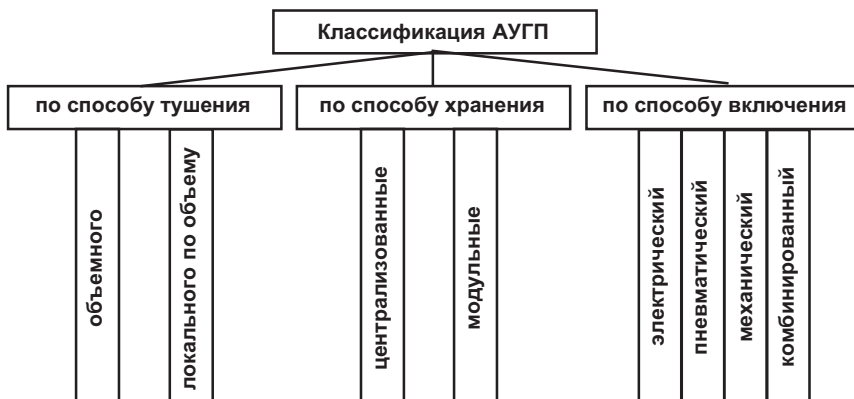 Классификация АУГП
по способу тушения
по способу хранения
по способу включения
объемного
локального по объему
централизованные
модульные
электрический
пневматический
механический
комбинированный